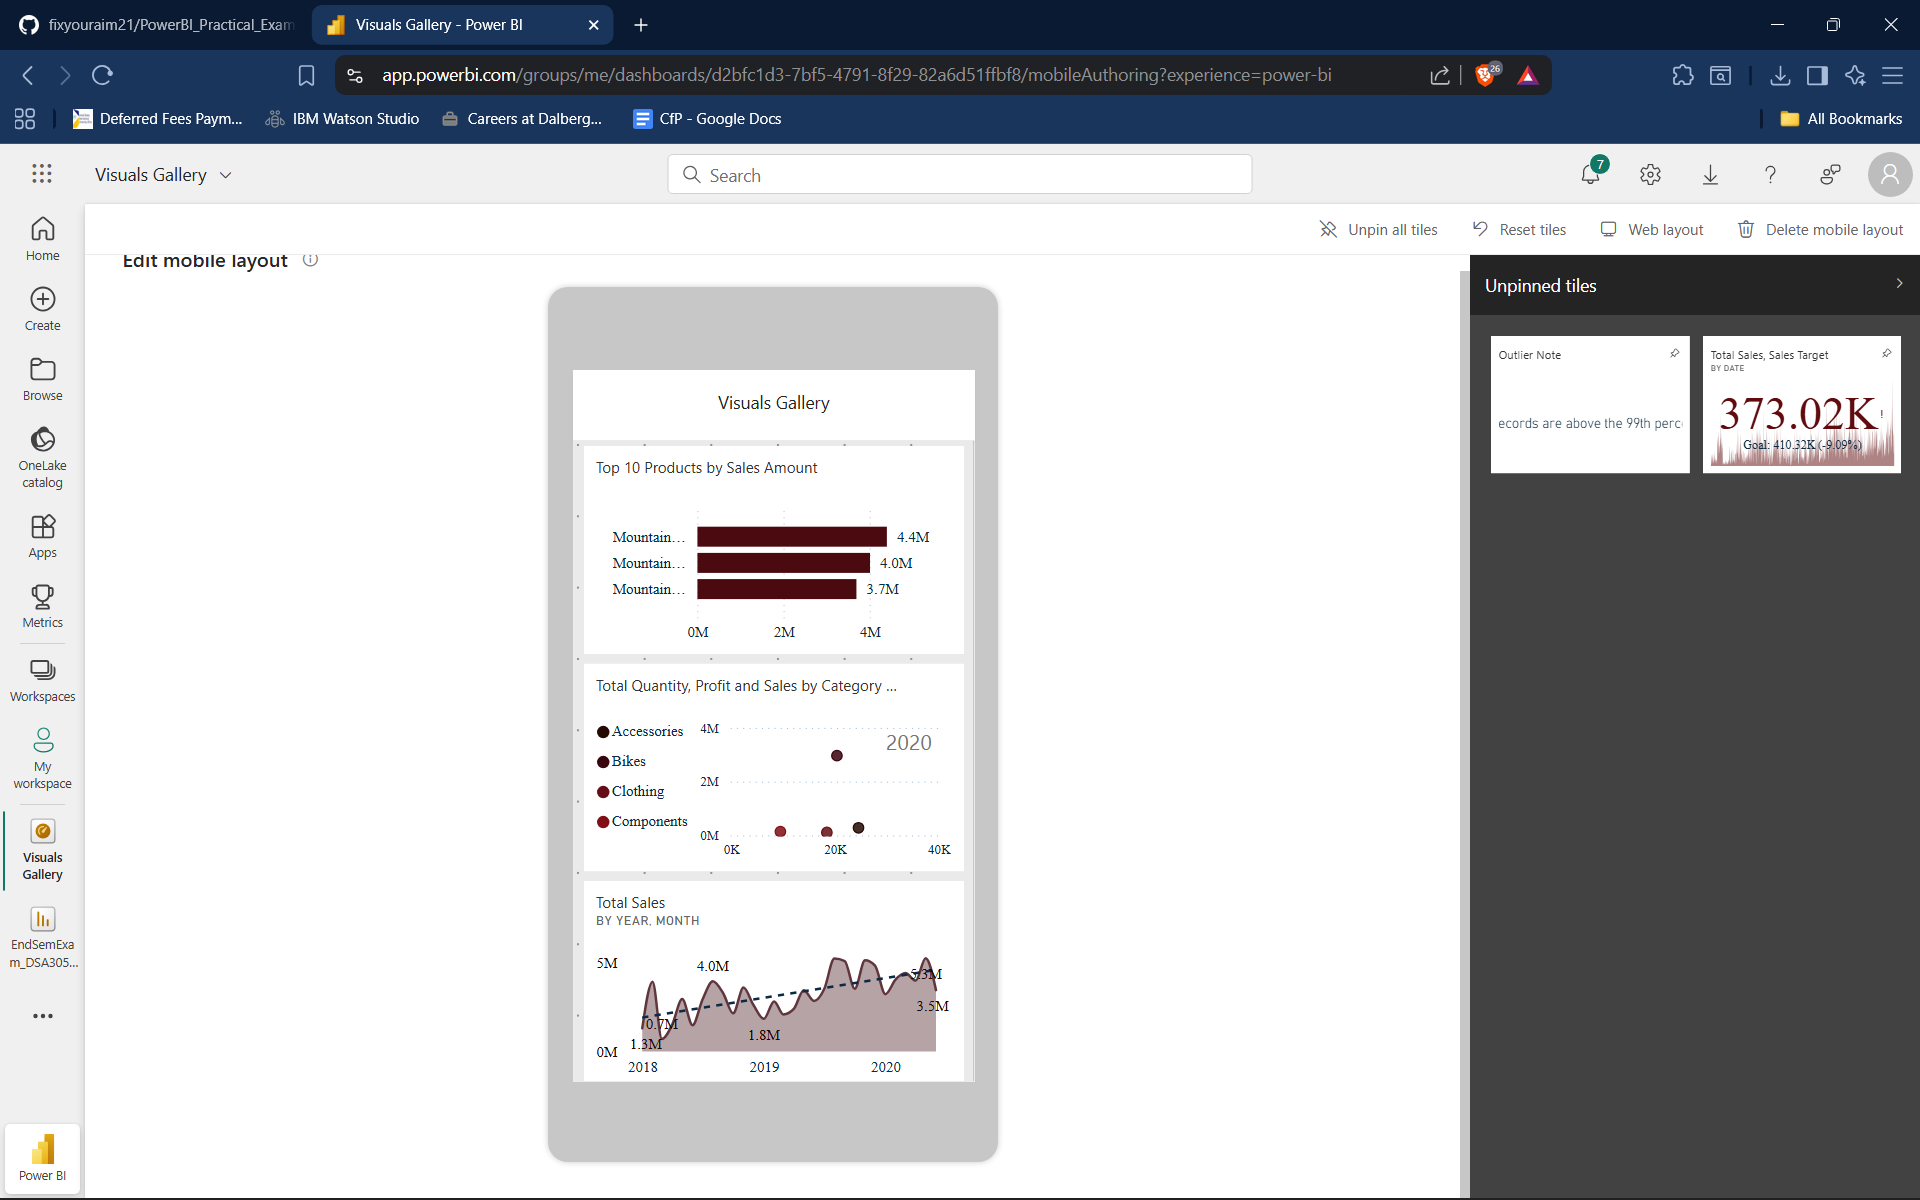 fixyouraim21/PowerBI_Practical_Exam
Visuals Gallery - Power BI
app.powerbi.com/groups/me/dashboards/d2bfc1d3-7bf5-4791-8f29-82a6d51ffbf8/mobileAuthoring?experience=power-bi
26
Deferred Fees Paym...
IBM Watson Studio
Careers at Dalberg...
CfP - Google Docs
All Bookmarks
Visuals Gallery
Search
7
Unpin all tiles
Reset tiles
Web layout
Delete mobile layout
Home
Create
Browse
OneLake
catalog
Apps
Metrics
Workspaces
My
workspace
Visuals
Gallery
EndSemExa
m_DSA305...
Power BI
Edit mobile layout
Visuals Gallery
Top 10 Products by Sales Amount
Mountain... 4.4M
Mountain... 4.0M
Mountain... 3.7M
0M 2M 4M
Total Quantity, Profit and Sales by Category ...
Accessories
Bikes
Clothing
Components
4M
2M
0M
2020
0K 20K 40K
Total Sales
BY YEAR, MONTH
5M
0M
4.0M
5.3M
3.5M
0.7M
1.8M
1.3M
2018 2019 2020
Unpinned tiles
Outlier Note
ecords are above the 99th perc
Total Sales, Sales Target
BY DATE
373.02K!
Goal: 410.32K (-9.09%)